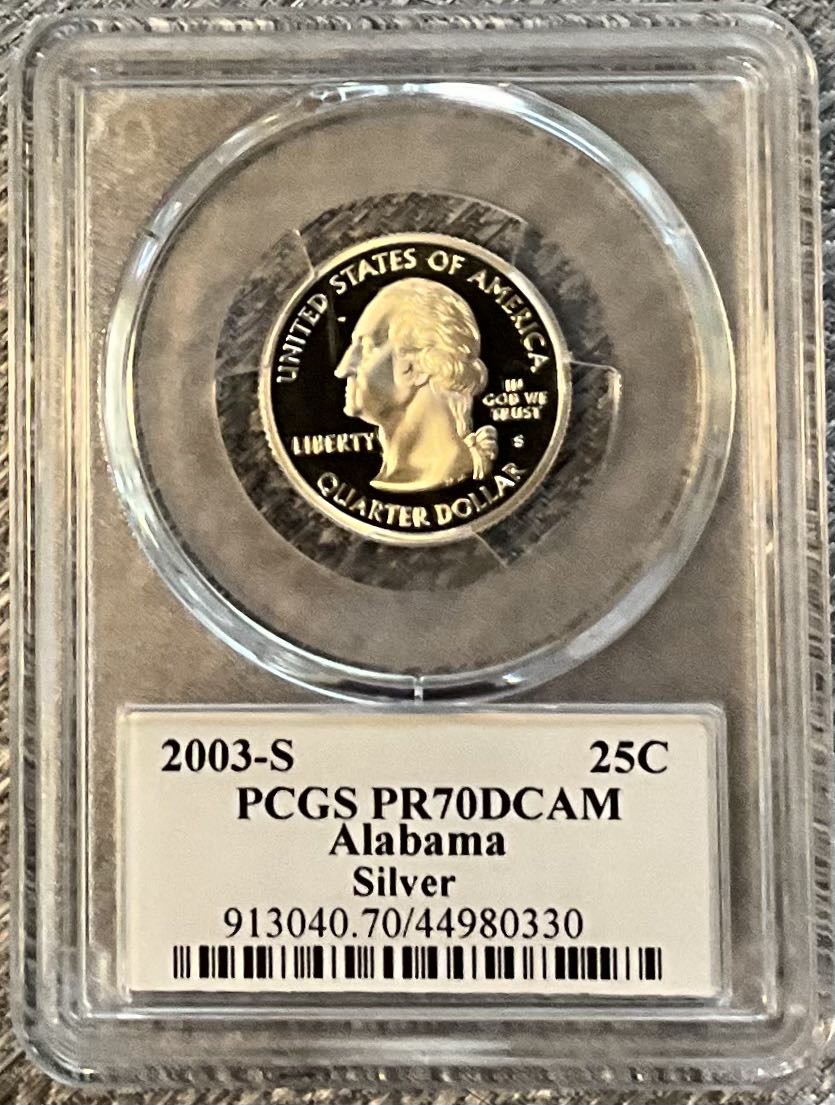 UNITED STATES OF AMERICA
IN
GOD WE
TRUST
LIBERTY
S
QUARTER DOLLAR
2003-S 25C
PCGS PR70DCAM
Alabama
Silver
913040.70/44980330